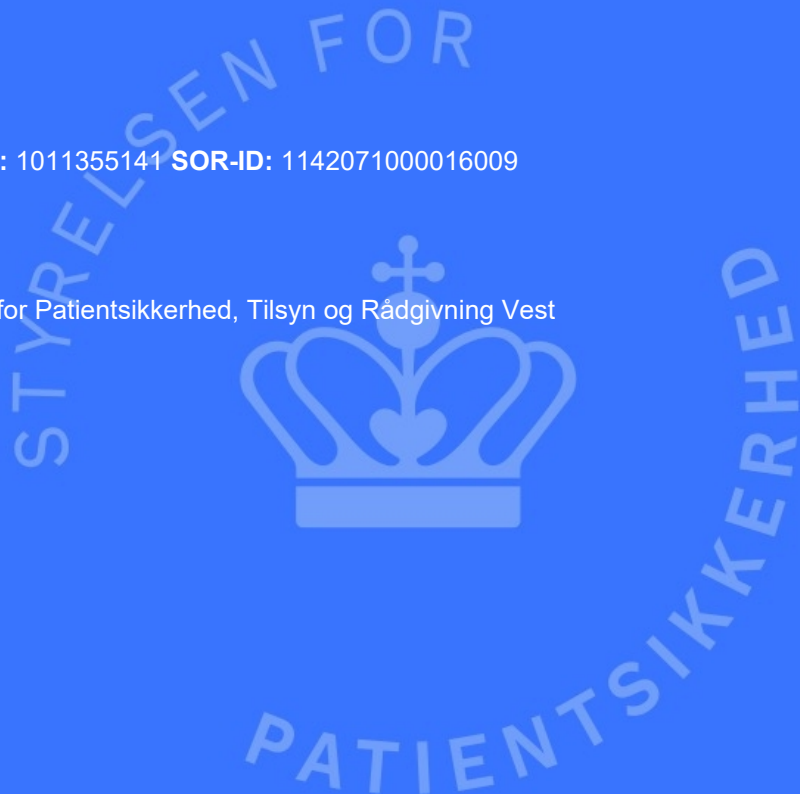 STYRELSEN FOR
: 1011355141 SOR-ID: 1142071000016009
for Patientsikkerhed, Tilsyn og Rådgivning Vest
PATIENTSIKKERHED